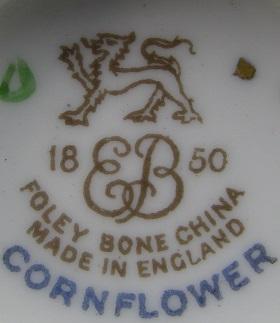 18 EB 50
FOLEY BONE CHINA
MADE IN ENGLAND
CORNFLOWER